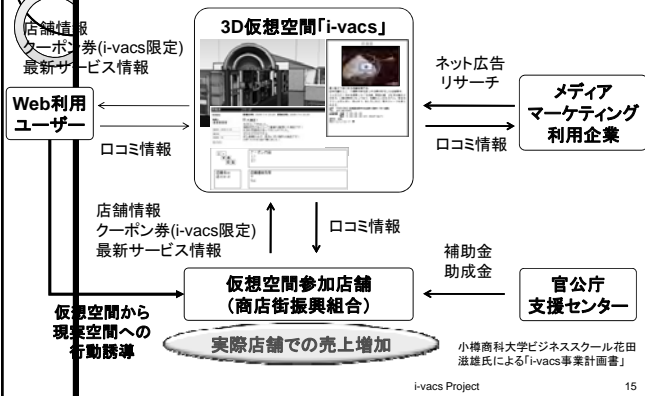 3D仮想空間「i-vacs」
店舗情報
クーポン券(i-vacs限定)
最新サービス情報
Web利用
ユーザー
口コミ情報
ネット広告
リサーチ
口コミ情報
メディア
マーケティング
利用企業
店舗情報
クーポン券(i-vacs限定)
最新サービス情報
口コミ情報
補助金
助成金
仮想空間参加店舗
(商店街振興組合)
官公庁
支援センター
仮想空間から
現実空間への
行動誘導
実際店舗での売上増加
小樽商科大学ビジネススクール花田
滋雄氏による「i-vacs事業計画書」
i-vacs Project
15